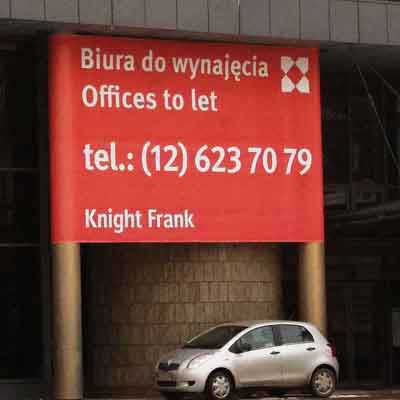 Biura do wynajęcia
Offices to let
tel.: (12) 623 70 79
Knight Frank